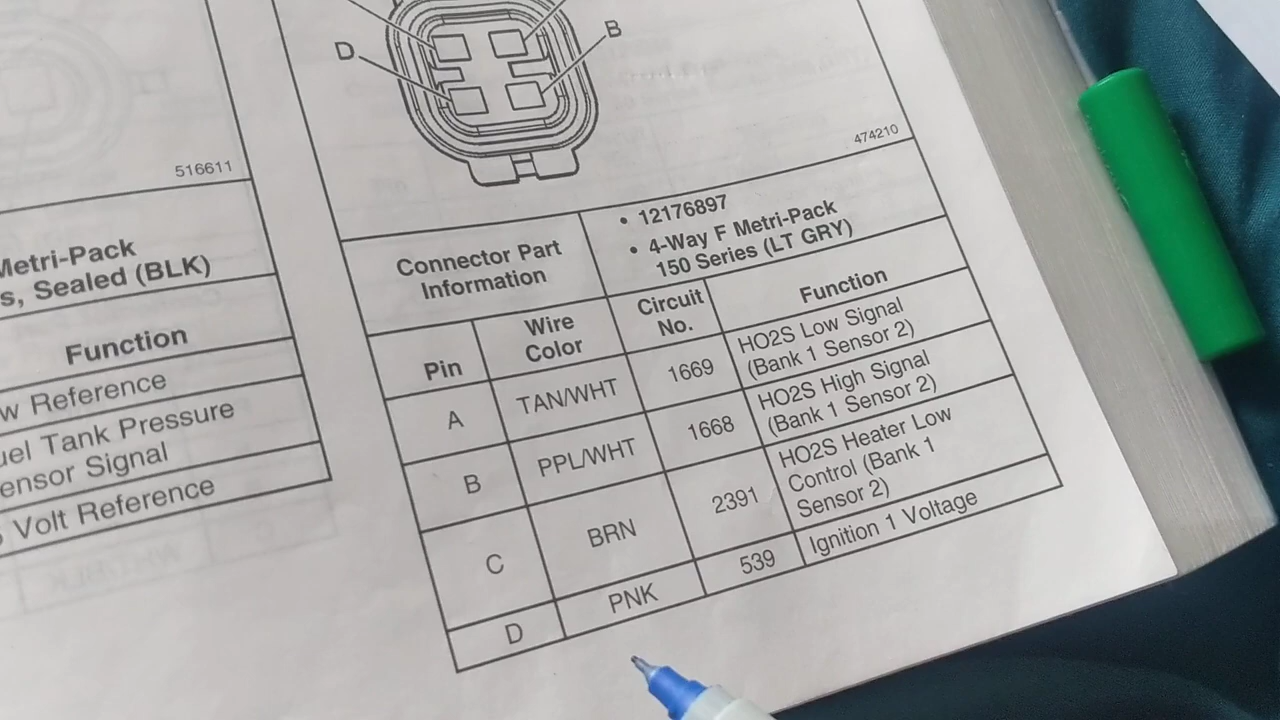 516611
Metri-Pack
s, Sealed (BLK)
Function
w Reference
uel Tank Pressure
ensor Signal
Volt Reference
D
B
474210
Connector Part
Information
• 12176897
• 4-Way F Metri-Pack
150 Series (LT GRY)
Pin
Wire
Color
Circuit
No.
Function
A
TAN/WHT
1669
HO2S Low Signal
(Bank 1 Sensor 2)
B
PPL/WHT
1668
HO2S High Signal
(Bank 1 Sensor 2)
C
BRN
2391
HO2S Heater Low
Control (Bank 1
Sensor 2)
D
PNK
539
Ignition 1 Voltage